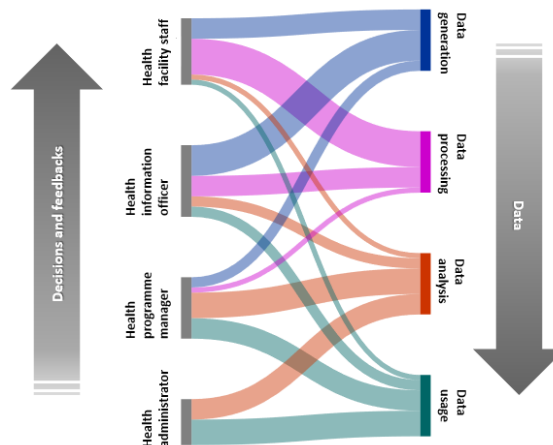 Decisions and feedbacks
Health
facility staff
Health
information
officer
Health
programme
manager
Health
administrator
Data
generation
Data
processing
Data
analysis
Data
usage
Data